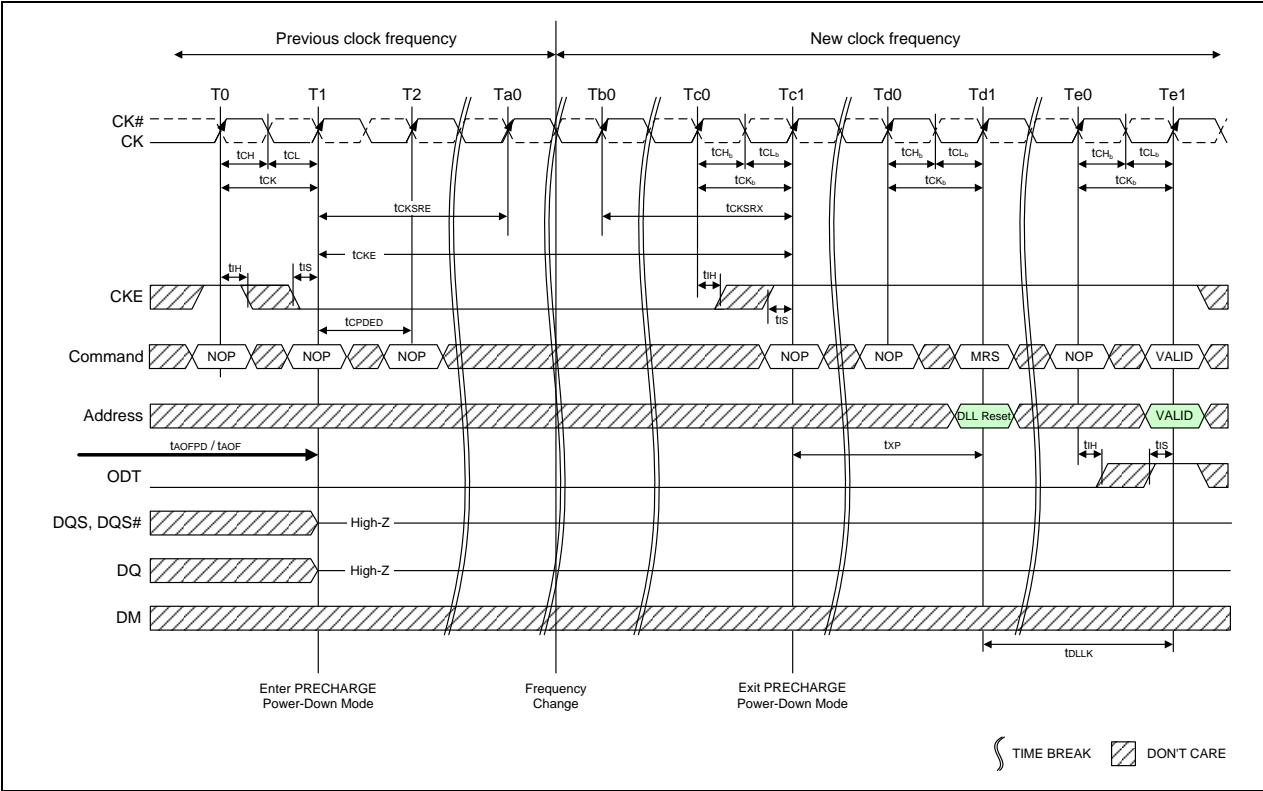 Previous clock frequency New clock frequency
T0 T1 T2 Ta0 Tb0 Tc0 Tc1 Td0 Td1 Te0 Te1
CK#
CK
tCH tCL tCHb tCLb tCHb tCLb tCHb tCLb
tCK tCKb tCKb tCKb
tCKSRE tCKSRX
tCKE
tIH tIS tIH
CKE
tIS
tCPDED
Command NOP NOP NOP NOP NOP MRS NOP VALID
Address DLL Reset VALID
tAOFPD / tAOF tXP tIH tIS
ODT
DQS, DQS# High-Z
DQ High-Z
DM
tDLLK
Enter PRECHARGE
Power-Down Mode
Frequency
Change
Exit PRECHARGE
Power-Down Mode
TIME BREAK DON'T CARE